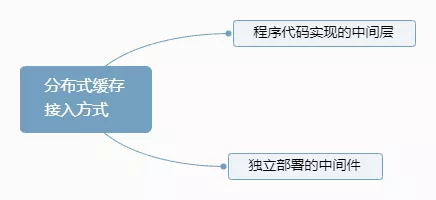 程序代码实现的中间层
分布式缓存
接入方式
独立部署的中间件